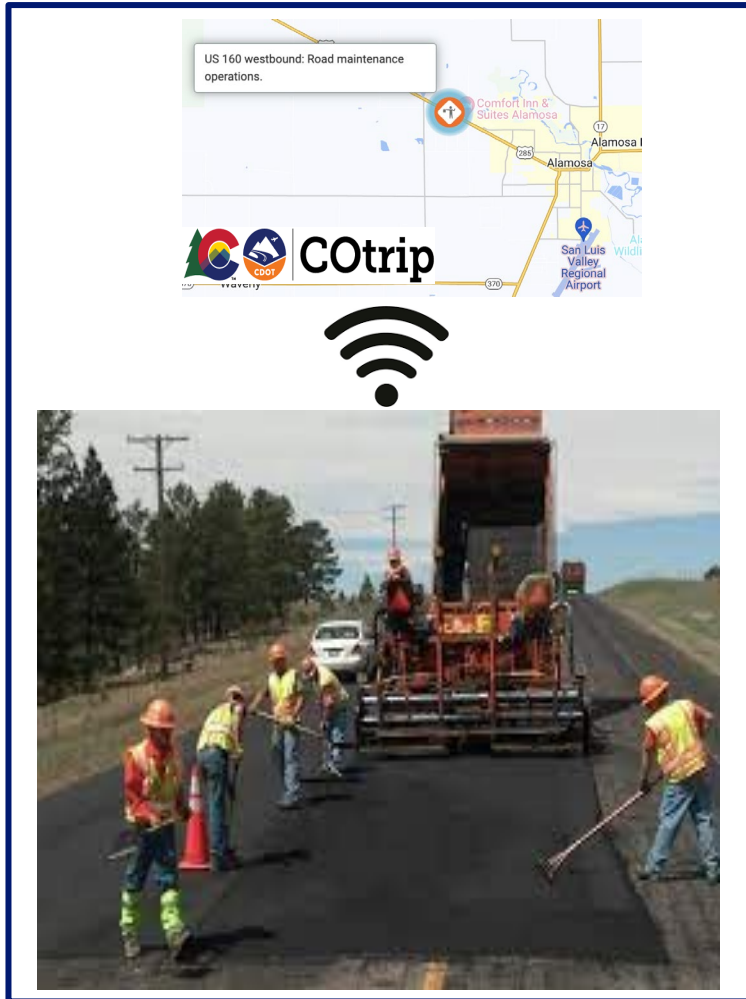 US 160 westbound: Road maintenance
operations.
Comfort Inn &
Suites Alamosa
17
Alamosa
285
Alamosa
San Luis
Valley
Regional
Airport
Wildli
CDOT
COtrip
Waverly
370